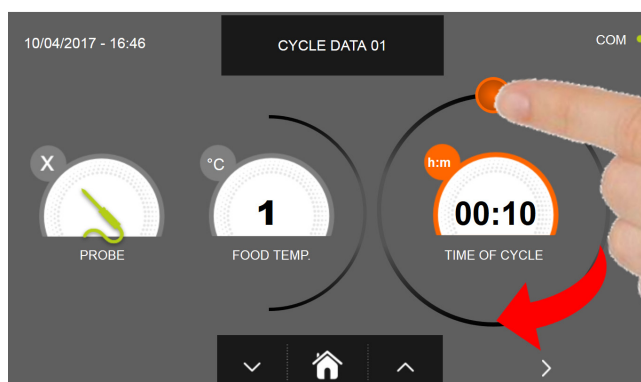 10/04/2017 - 16:46
CYCLE DATA 01
COM
X
°C
h:m
1
00:10
PROBE
FOOD TEMP.
TIME OF CYCLE